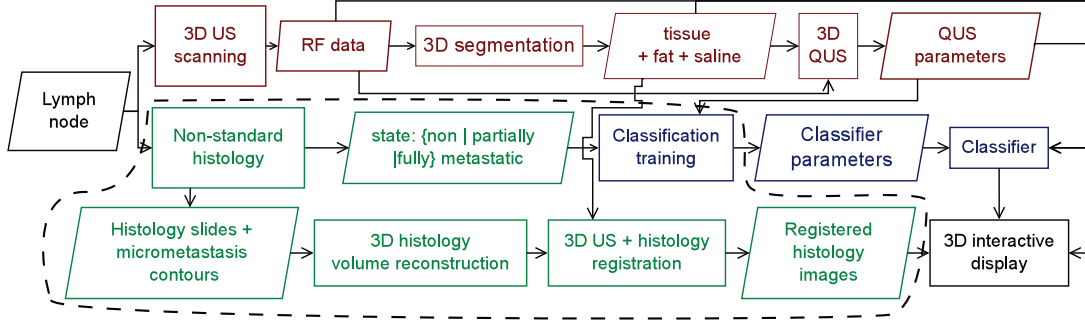 3D US
scanning
RF data
3D segmentation
tissue
+ fat + saline
3D
QUS
QUS
parameters
Lymph
node
Non-standard
histology
state: {non | partially
|fully} metastatic
Classification
training
Classifier
parameters
Classifier
Histology slides +
micrometastasis
contours
3D histology
volume reconstruction
3D US + histology
registration
Registered
histology
images
3D interactive
display